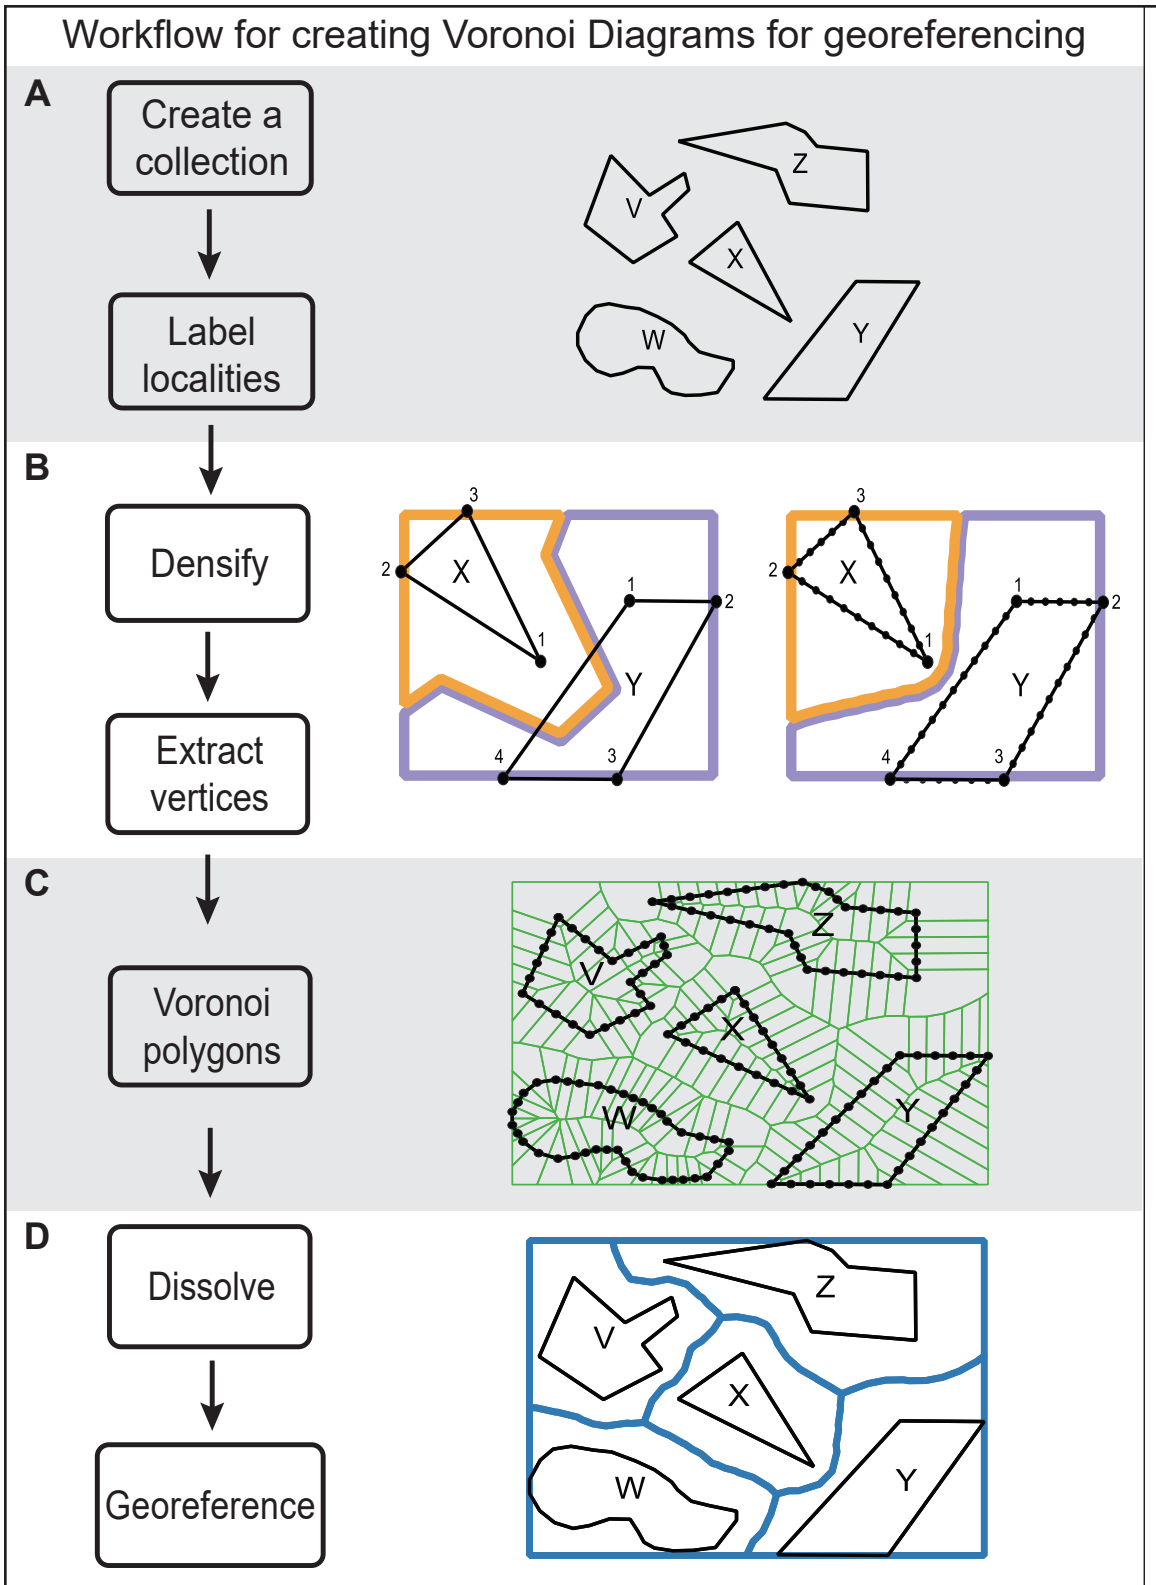 Workflow for creating Voronoi Diagrams for georeferencing
A
Create a
collection
Label
localities
Z
V
X
W
Y
B
Densify
Extract
vertices
3
2
X
1
1
2
Y
4
3
3
2
X
1
1
2
Y
4
3
C
Voronoi
polygons
Z
V
X
W
Y
D
Dissolve
Georeference
Z
V
X
W
Y